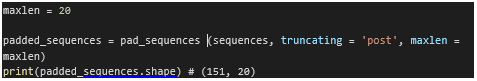 maxlen = 20
padded_sequences = pad_sequences (sequences, truncating = 'post', maxlen =
maxlen)
print(padded_sequences.shape) # (151, 20)